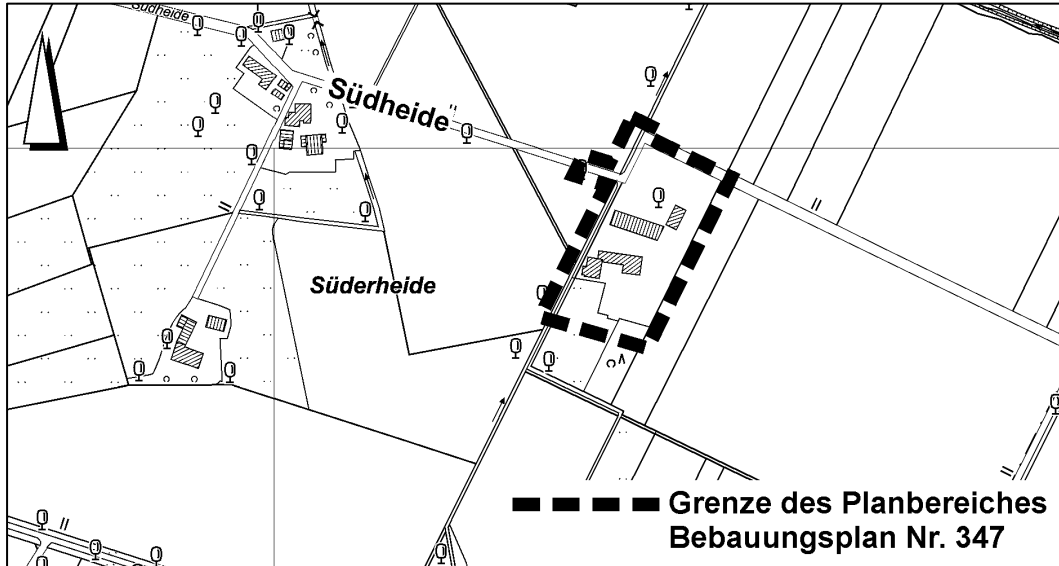 Südheide
Südheide
Süderheide
Grenze des Planbereiches
Bebauungsplan Nr. 347